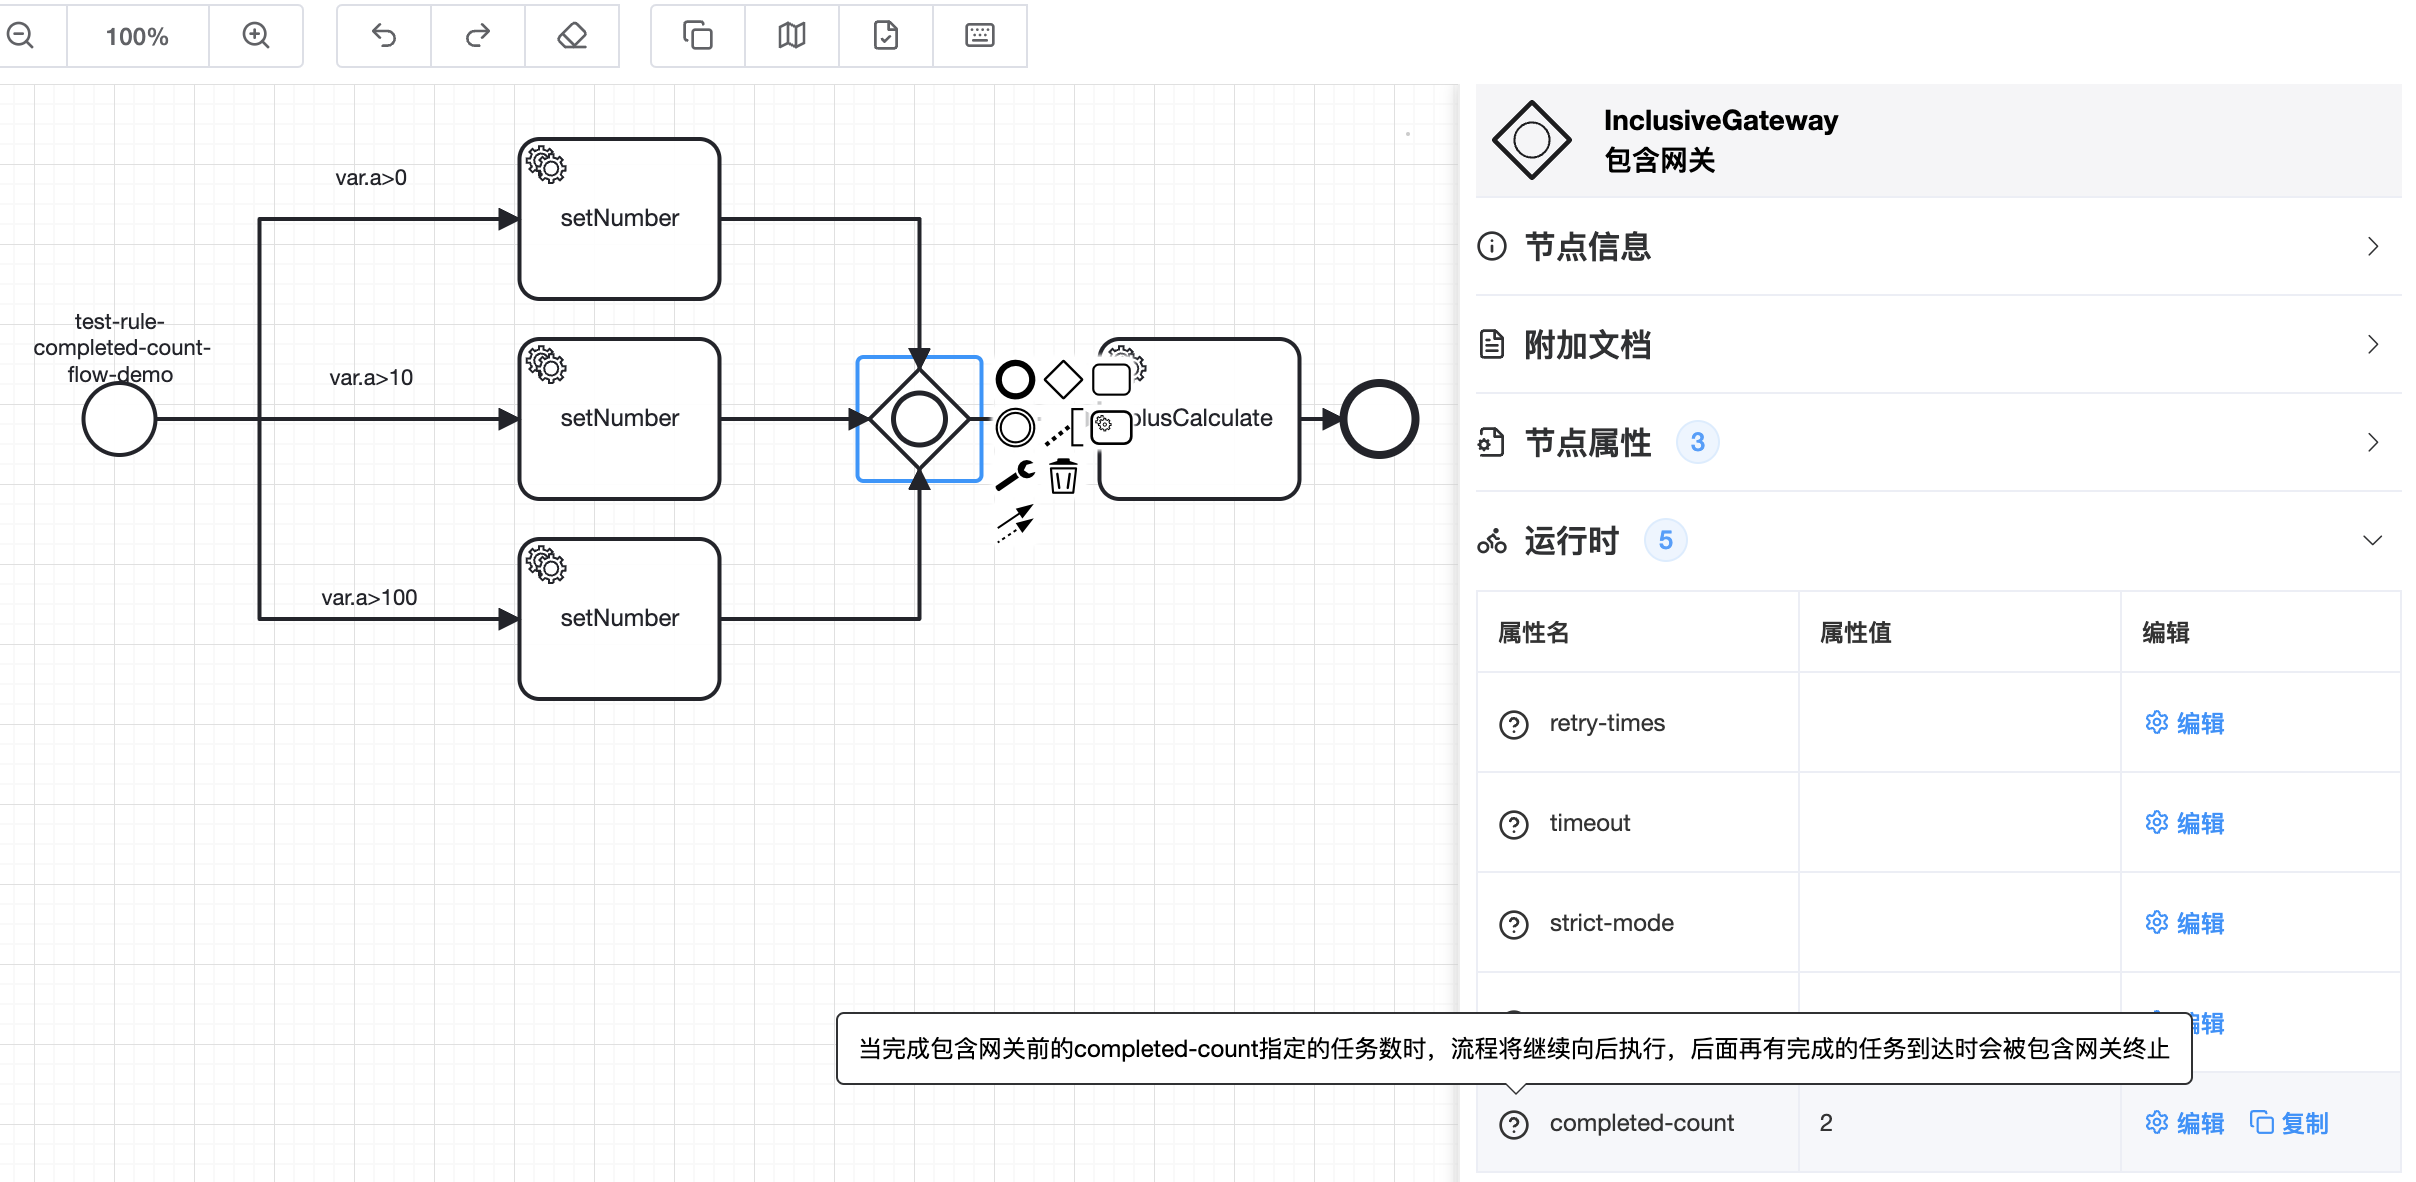 100%
var.a>0
setNumber
test-rule-
completed-count-
flow-demo
var.a>10
setNumber
plusCalculate
var.a>100
setNumber
InclusiveGateway
包含网关
节点信息
附加文档
节点属性 3
运行时 5
属性名 属性值 编辑
retry-times 编辑
timeout 编辑
strict-mode 编辑
编辑
当完成包含网关前的completed-count指定的任务数时，流程将继续向后执行，后面再有完成的任务到达时会被包含网关终止
completed-count 2 编辑 复制